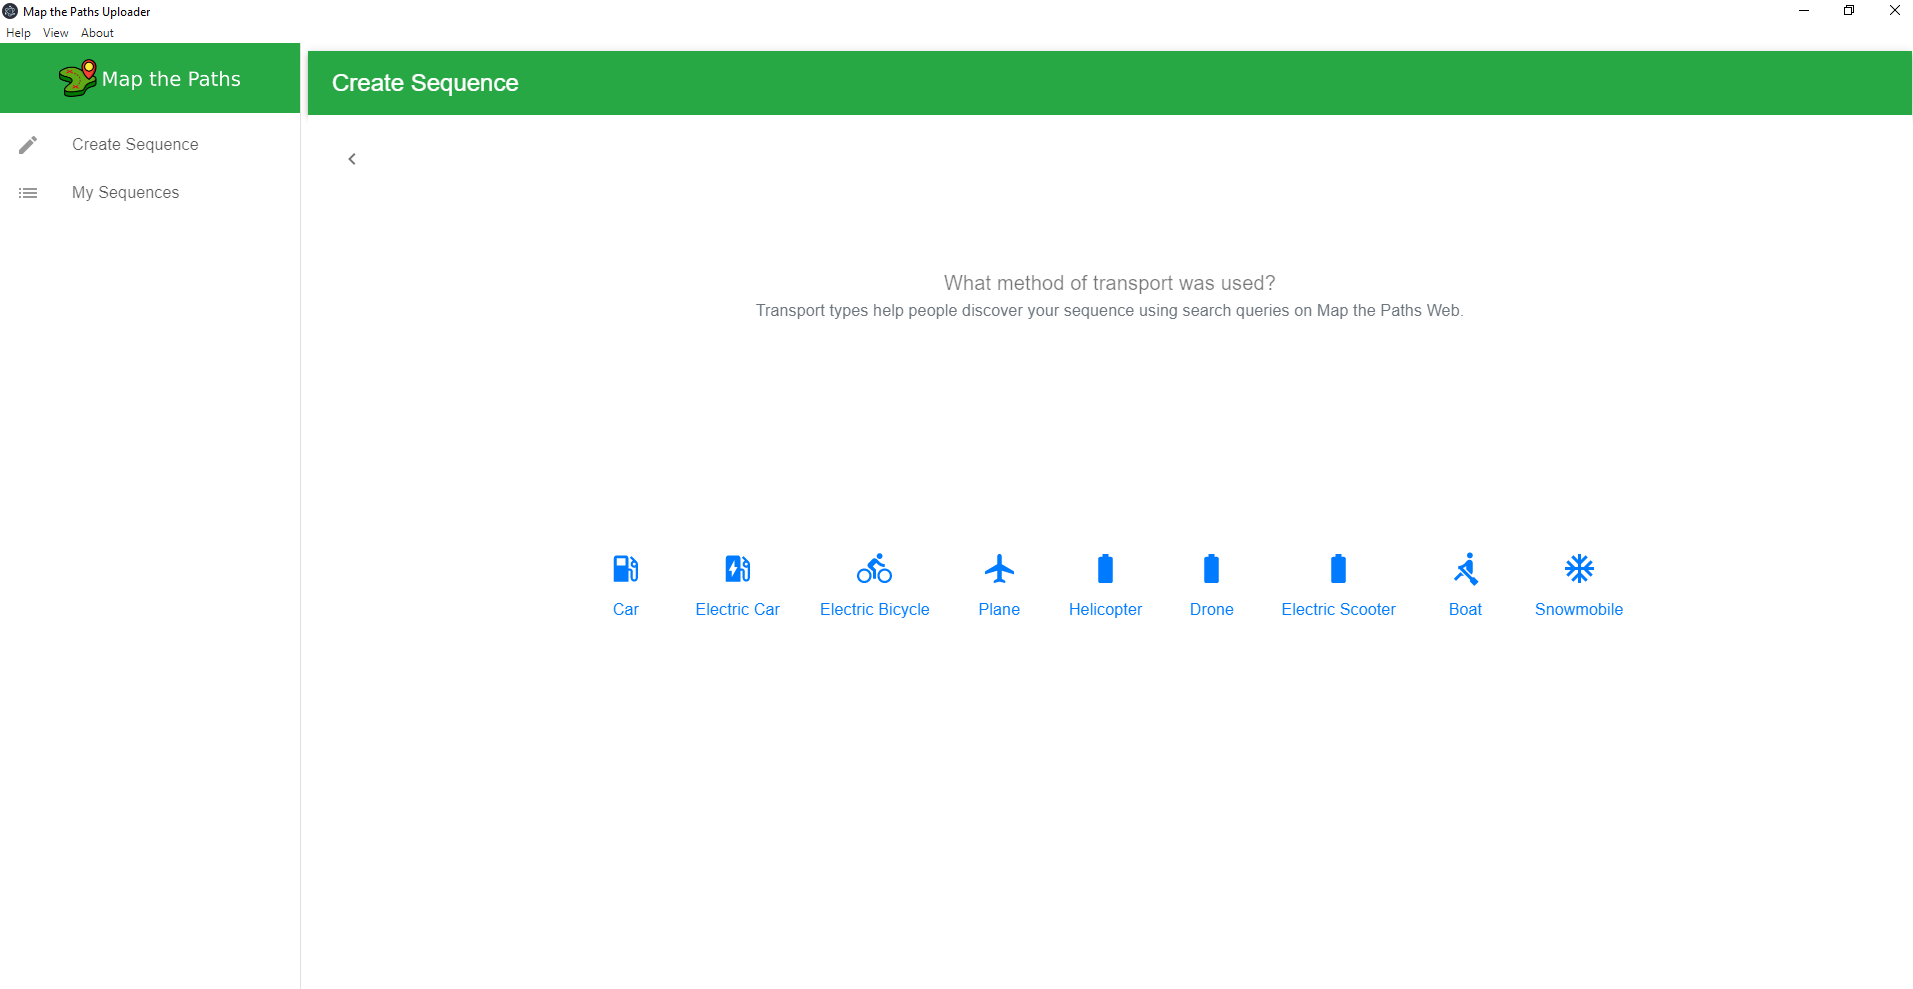 Map the Paths Uploader
Help View About
Map the Paths
Create Sequence
My Sequences
Create Sequence
What method of transport was used?
Transport types help people discover your sequence using search queries on Map the Paths Web.
Car Electric Car Electric Bicycle Plane Helicopter Drone Electric Scooter Boat Snowmobile